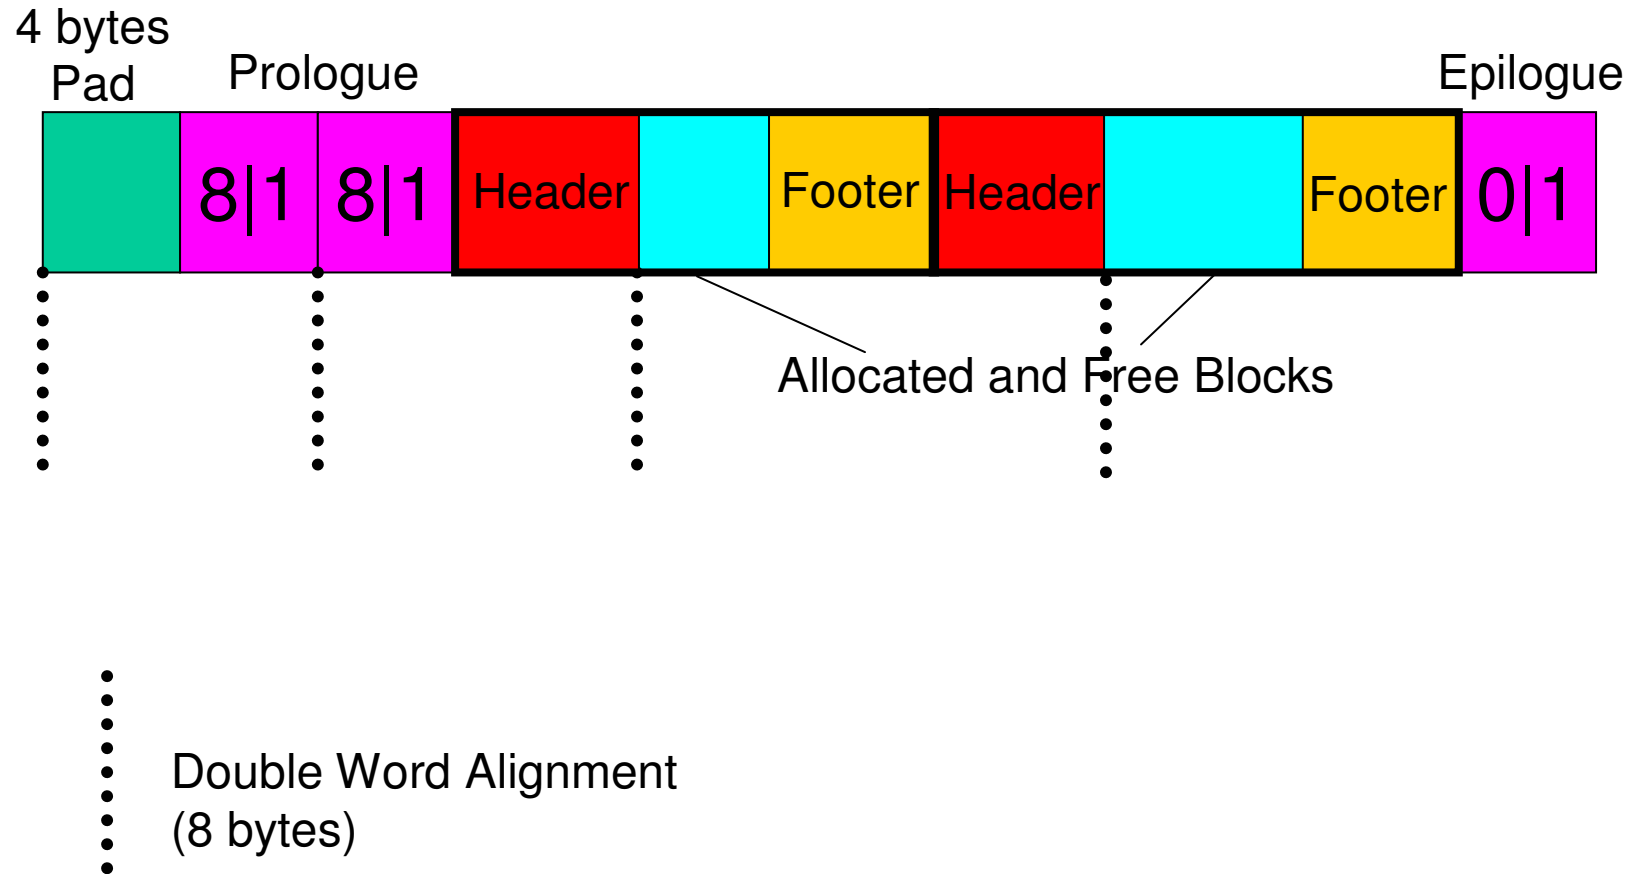 4 bytes
Pad
Prologue
Epilogue
8|1
8|1
Header
Footer
Header
Footer
0|1
Allocated and Free Blocks
Double Word Alignment
(8 bytes)